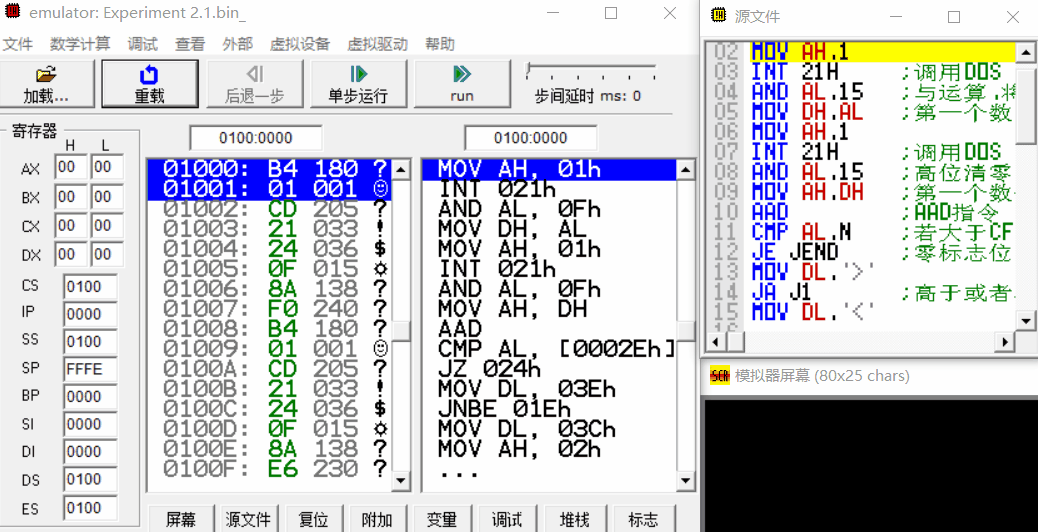 emulator: Experiment 2.1.bin_
文件 数学计算 调试 查看 外部 虚拟设备 虚拟驱动 帮助
加载... 重载 后退一步 单步运行 run 步间延时 ms: 0
寄存器
H L
AX 00 00
BX 00 00
CX 00 00
DX 00 00
CS 0100
IP 0000
SS 0100
SP FFFE
BP 0000
SI 0000
DI 0000
DS 0100
ES 0100
0100:0000
01000: B4 180 ?
01001: 01 001 ☺
01002: CD 205 ?
01003: 21 033 !
01004: 24 036 $
01005: 0F 015 ☼
01006: 8A 138 ?
01007: F0 240 ?
01008: B4 180 ?
01009: 01 001 ☺
0100A: CD 205 ?
0100B: 21 033 !
0100C: 24 036 $
0100D: 0F 015 ☼
0100E: 8A 138 ?
0100F: E6 230 ?
0100:0000
MOV AH, 01h
INT 021h
AND AL, 0Fh
MOV DH, AL
MOV AH, 01h
INT 021h
AND AL, 0Fh
MOV AH, DH
AAD
CMP AL, [0002Eh]
JZ 024h
MOV DL, 03Eh
JNBE 01Eh
MOV DL, 03Ch
MOV AH, 02h
...
屏幕 源文件 复位 附加 变量 调试 堆栈 标志
源文件
02 MOV AH,1
03 INT 21H ;调用DOS
04 AND AL,15 ;与运算,将
05 MOV DH,AL ;第一个数
06 MOV AH,1
07 INT 21H ;调用DOS
08 AND AL,15 ;高位清零
09 MOV AH,DH ;第一个数
10 AAD ;AAD指令
11 CMP AL,N ;若大于CF
12 JE JEND ;零标志位
13 MOV DL,'>'
14 JA J1 ;高于或者
15 MOV DL,'<'
16
模拟器屏幕 (80x25 chars)